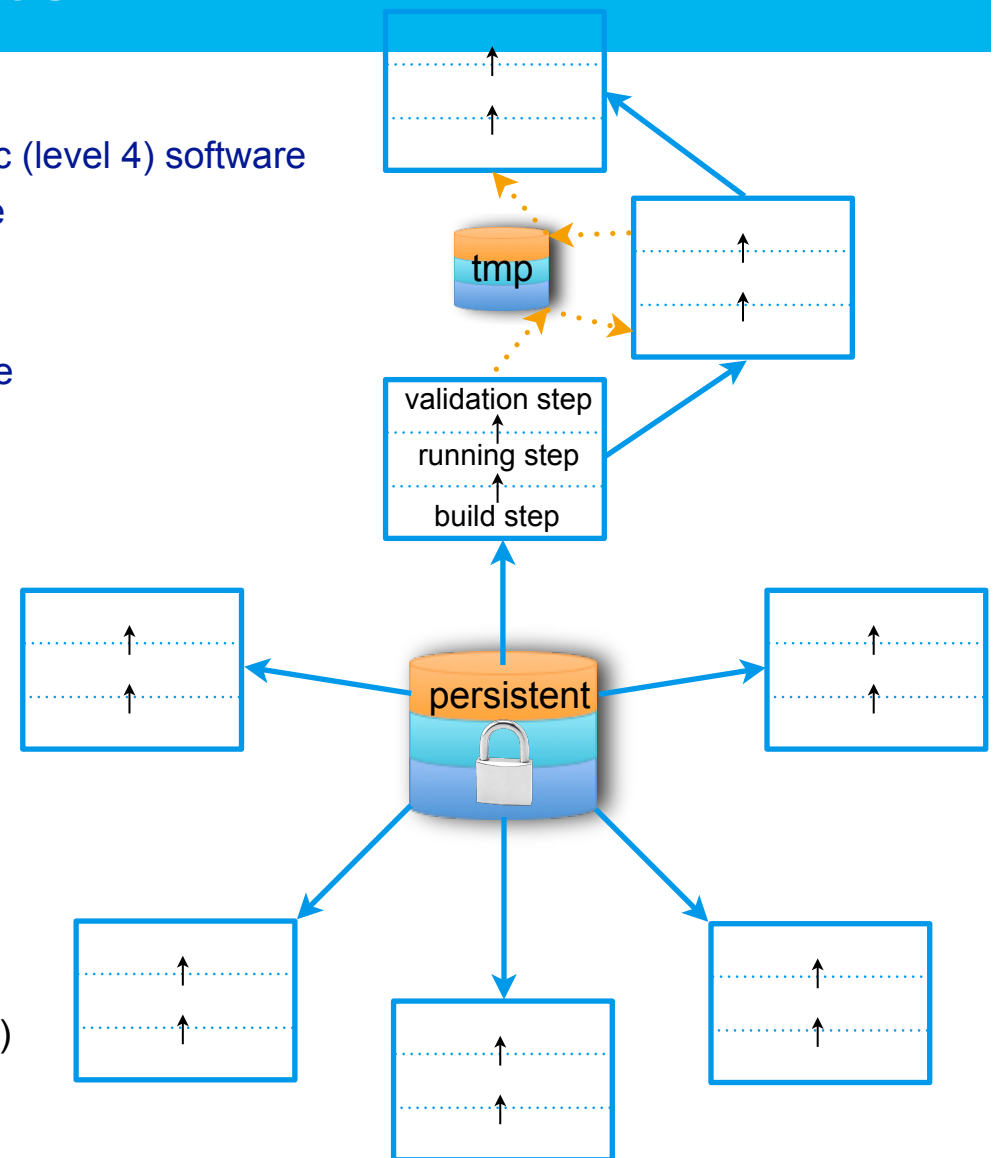 c (level 4) software
e
tmp
e
validation step
running step
build step
persistent
)